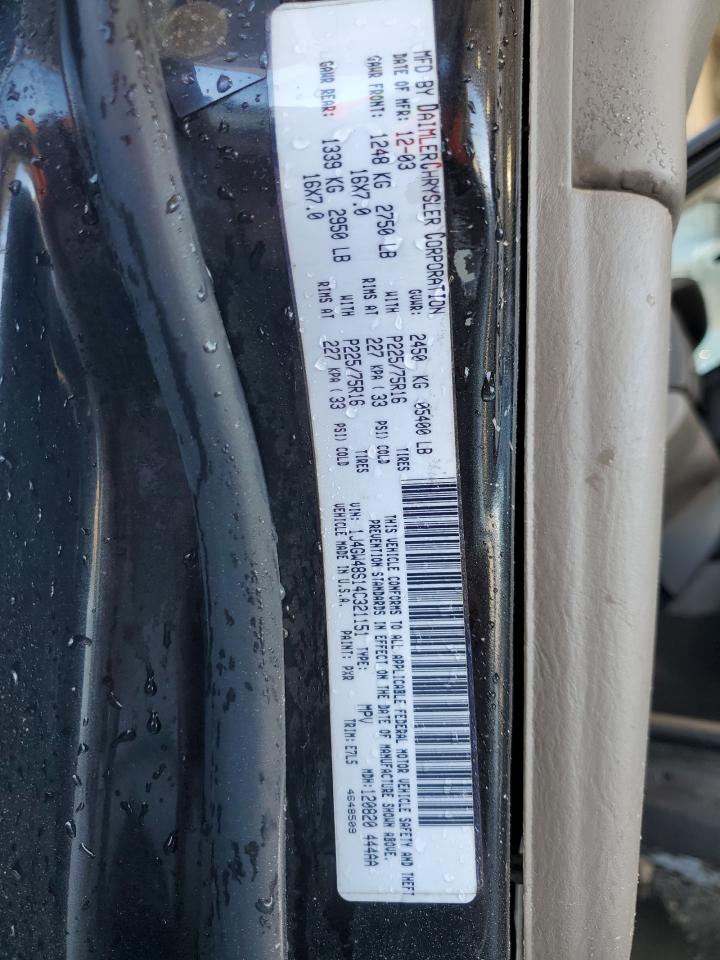 MFD BY DAIMLERCHRYSLER CORPORATION
DATE OF MFR: 12-03 GVWR: 2450 KG 05400 LB
GAWR FRONT: 1248 KG 2750 LB WITH P225/75R16 TIRES
16X7.0 RIMS AT 227 KPA ( 33 PSI) COLD
GAWR REAR: 1339 KG 2950 LB WITH P225/75R16 TIRES
16X7.0 RIMS AT 227 KPA ( 33 PSI) COLD
THIS VEHICLE CONFORMS TO ALL APPLICABLE FEDERAL MOTOR VEHICLE SAFETY AND THEFT
PREVENTION STANDARDS IN EFFECT ON THE DATE OF MANUFACTURE SHOWN ABOVE.
VIN: 1J4GW48S14C321151 TYPE: MPV MDH:120820 444AA
VEHICLE MADE IN U.S.A. PAINT: PXR TRIM:E7L5 4648509